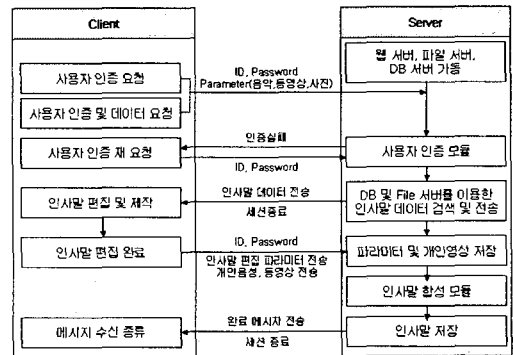 Client
Server
웹 서버, 파일 서버,
DB 서버 가동
사용자 인증 요청
ID, Password
Parameter(음악,동영상,사진)
사용자 인증 및 데이터 요청
인증실패
사용자 인증 재 요청
사용자 인증 모듈
ID, Password
인사말 편집 및 제작
인사말 데이터 전송
세션종료
DB 및 File 서버를 이용한
인사말 데이터 검색 및 전송
인사말 편집 완료
ID, Password
인사말 편집 파라미터 전송
개인음성, 동영상 전송
파라미터 및 개인영상 저장
인사말 합성 모듈
메시지 수신 종류
완료 메시자 전송
세션 종료
인사말 저장